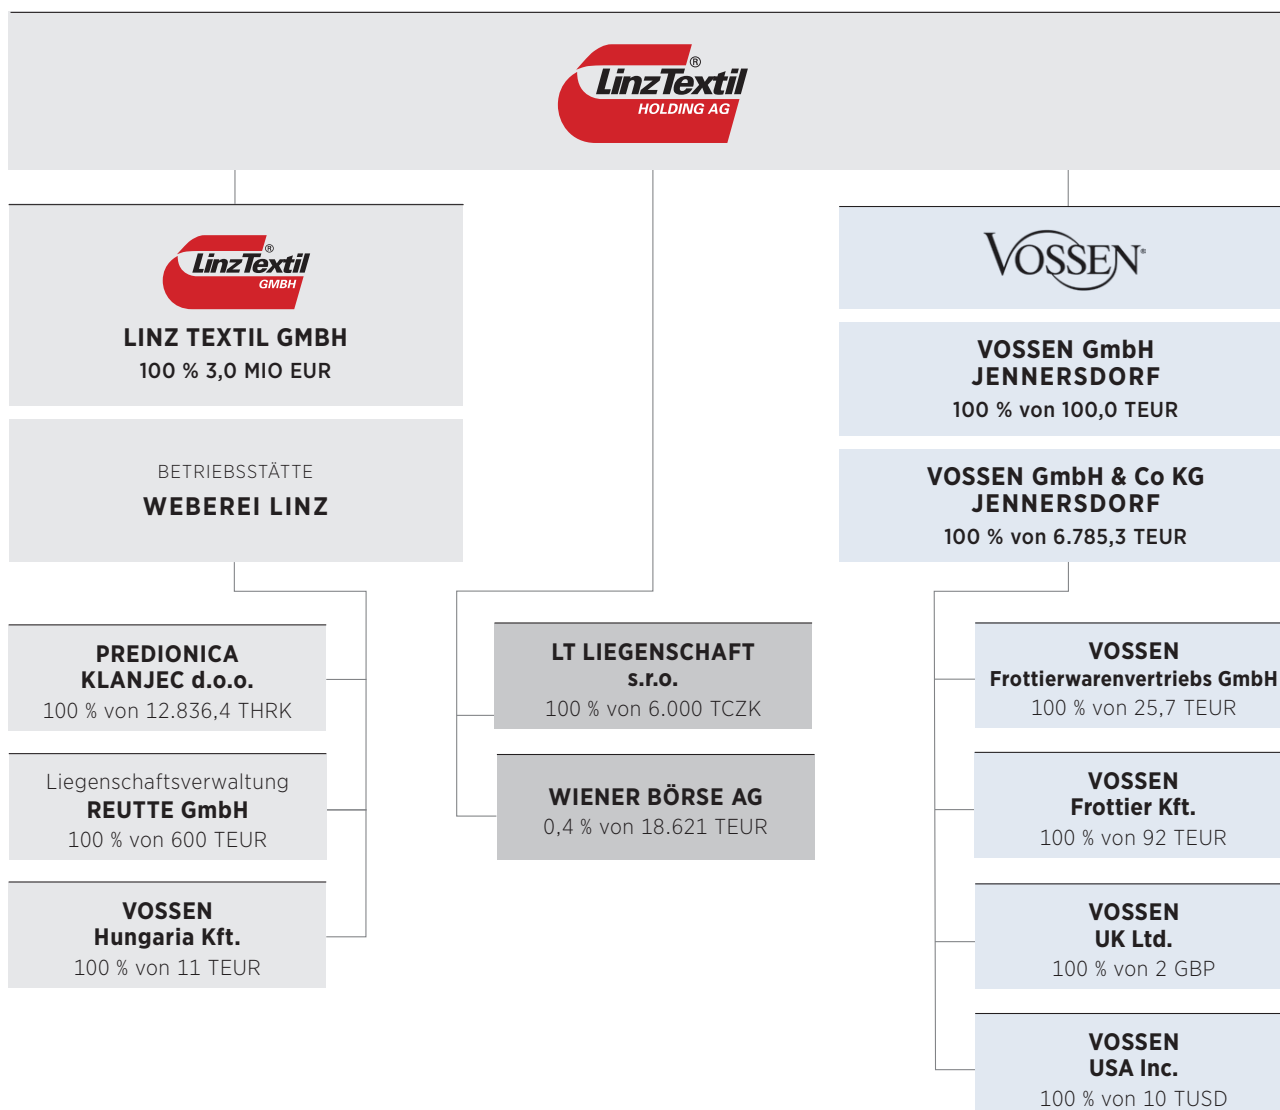 LinzTextil®
HOLDING AG
LinzTextil®
GMBH
LINZ TEXTIL GMBH
100 % 3,0 MIO EUR
BETRIEBSSTÄTTE
WEBEREI LINZ
PREDIONICA
KLANJEC d.o.o.
100 % von 12.836,4 THRK
Liegenschaftsverwaltung
REUTTE GmbH
100 % von 600 TEUR
VOSSEN
Hungaria Kft.
100 % von 11 TEUR
LT LIEGENSCHAFT
s.r.o.
100 % von 6.000 TCZK
WIENER BÖRSE AG
0,4 % von 18.621 TEUR
VOSSEN®
VOSSEN GmbH
JENNERSDORF
100 % von 100,0 TEUR
VOSSEN GmbH & Co KG
JENNERSDORF
100 % von 6.785,3 TEUR
VOSSEN
Frottierwarenvertriebs GmbH
100 % von 25,7 TEUR
VOSSEN
Frottier Kft.
100 % von 92 TEUR
VOSSEN
UK Ltd.
100 % von 2 GBP
VOSSEN
USA Inc.
100 % von 10 TUSD